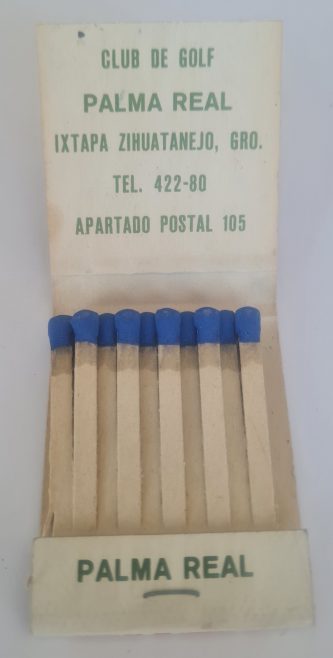 CLUB DE GOLF
PALMA REAL
IXTAPA ZIHUATANEJO, GRO.
TEL. 422-80
APARTADO POSTAL 105
PALMA REAL